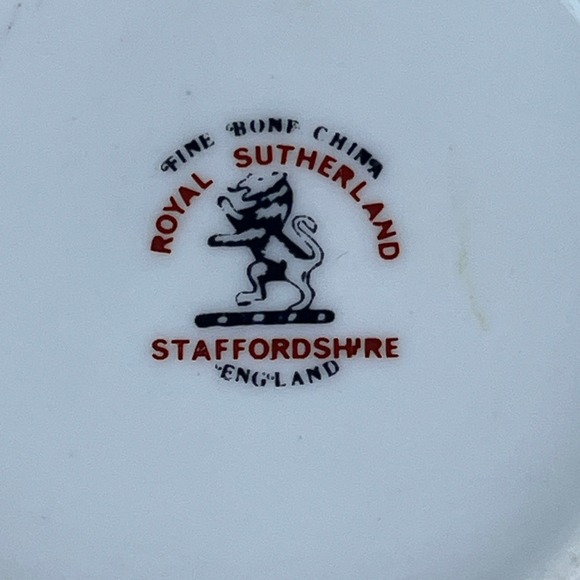 FINE BONE CHINA
ROYAL SUTHERLAND
STAFFORDSHIRE
ENGLAND